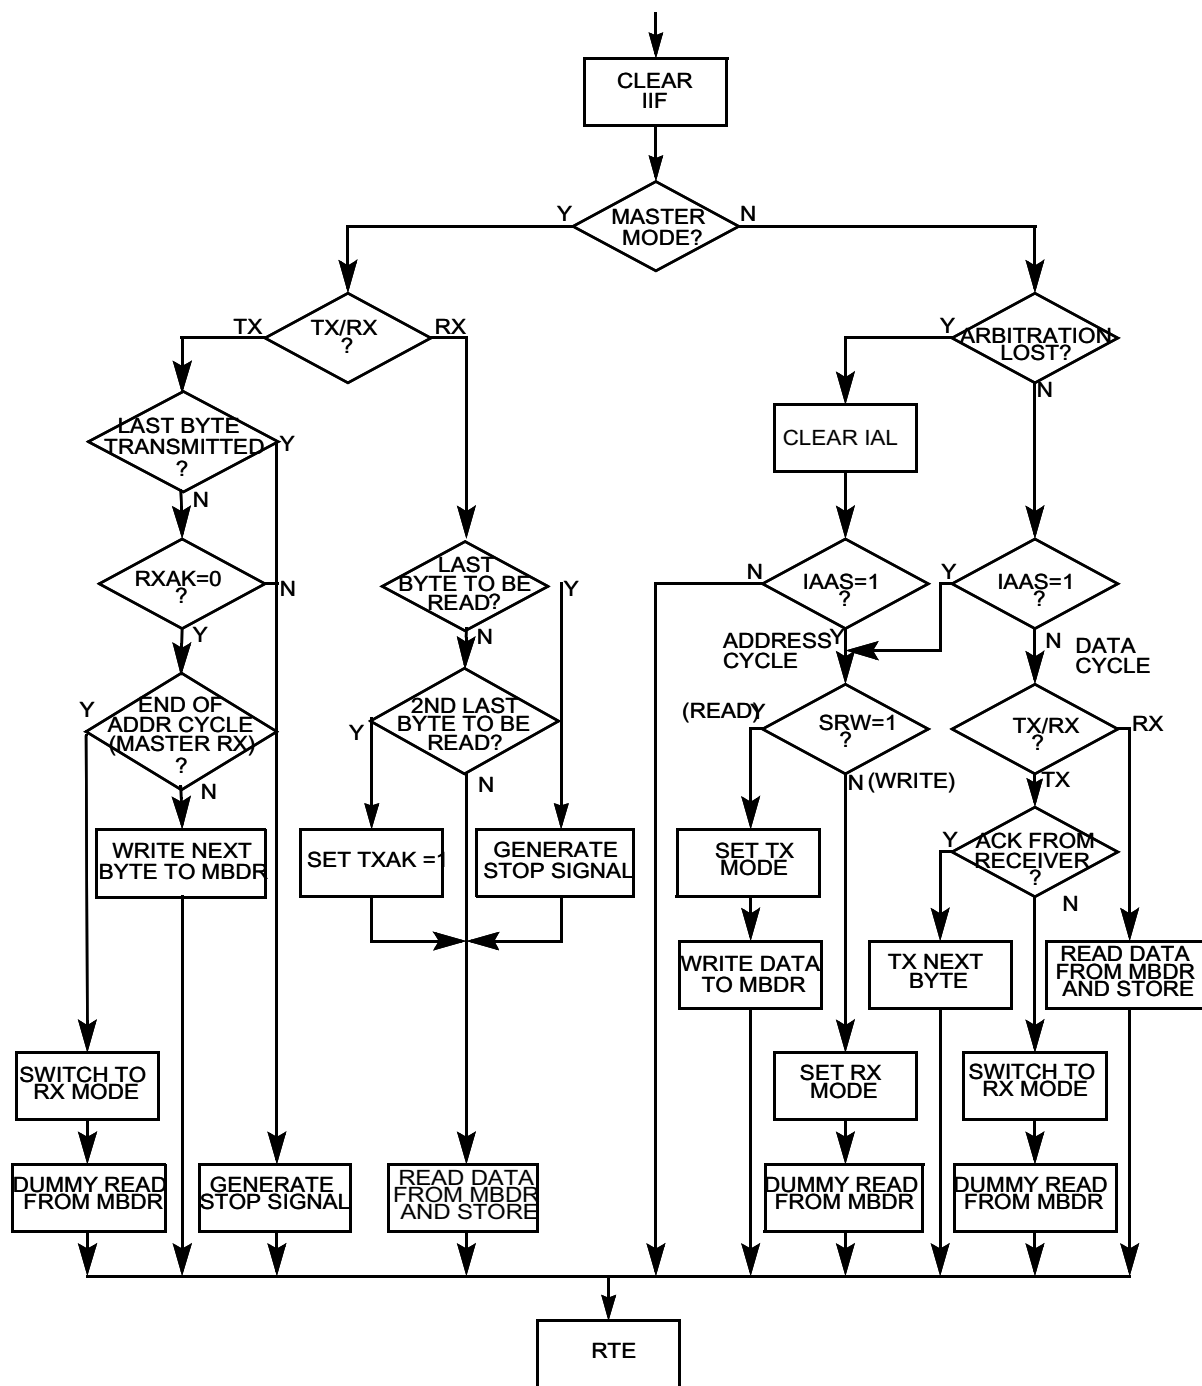 CLEAR
IIF
Y
MASTER
MODE?
N
TX
TX/RX
?
RX
Y
ARBITRATION
LOST?
N
LAST BYTE
TRANSMITTED
?
Y
N
CLEAR IAL
RXAK=0
?
N
Y
LAST
BYTE TO BE
READ?
Y
N
N
IAAS=1
?
Y
Y
IAAS=1
?
N
ADDRESS
CYCLE
DATA
CYCLE
Y
END OF
ADDR CYCLE
(MASTER RX)
?
N
Y
2ND LAST
BYTE TO BE
READ?
N
(READ)
Y
SRW=1
?
N
(WRITE)
TX/RX
?
RX
TX
WRITE NEXT
BYTE TO MBDR
SET TXAK =1
GENERATE
STOP SIGNAL
SET TX
MODE
Y
ACK FROM
RECEIVER
?
N
WRITE DATA
TO MBDR
TX NEXT
BYTE
READ DATA
FROM MBDR
AND STORE
SWITCH TO
RX MODE
SET RX
MODE
SWITCH TO
RX MODE
DUMMY READ
FROM MBDR
GENERATE
STOP SIGNAL
READ DATA
FROM MBDR
AND STORE
DUMMY READ
FROM MBDR
DUMMY READ
FROM MBDR
RTE